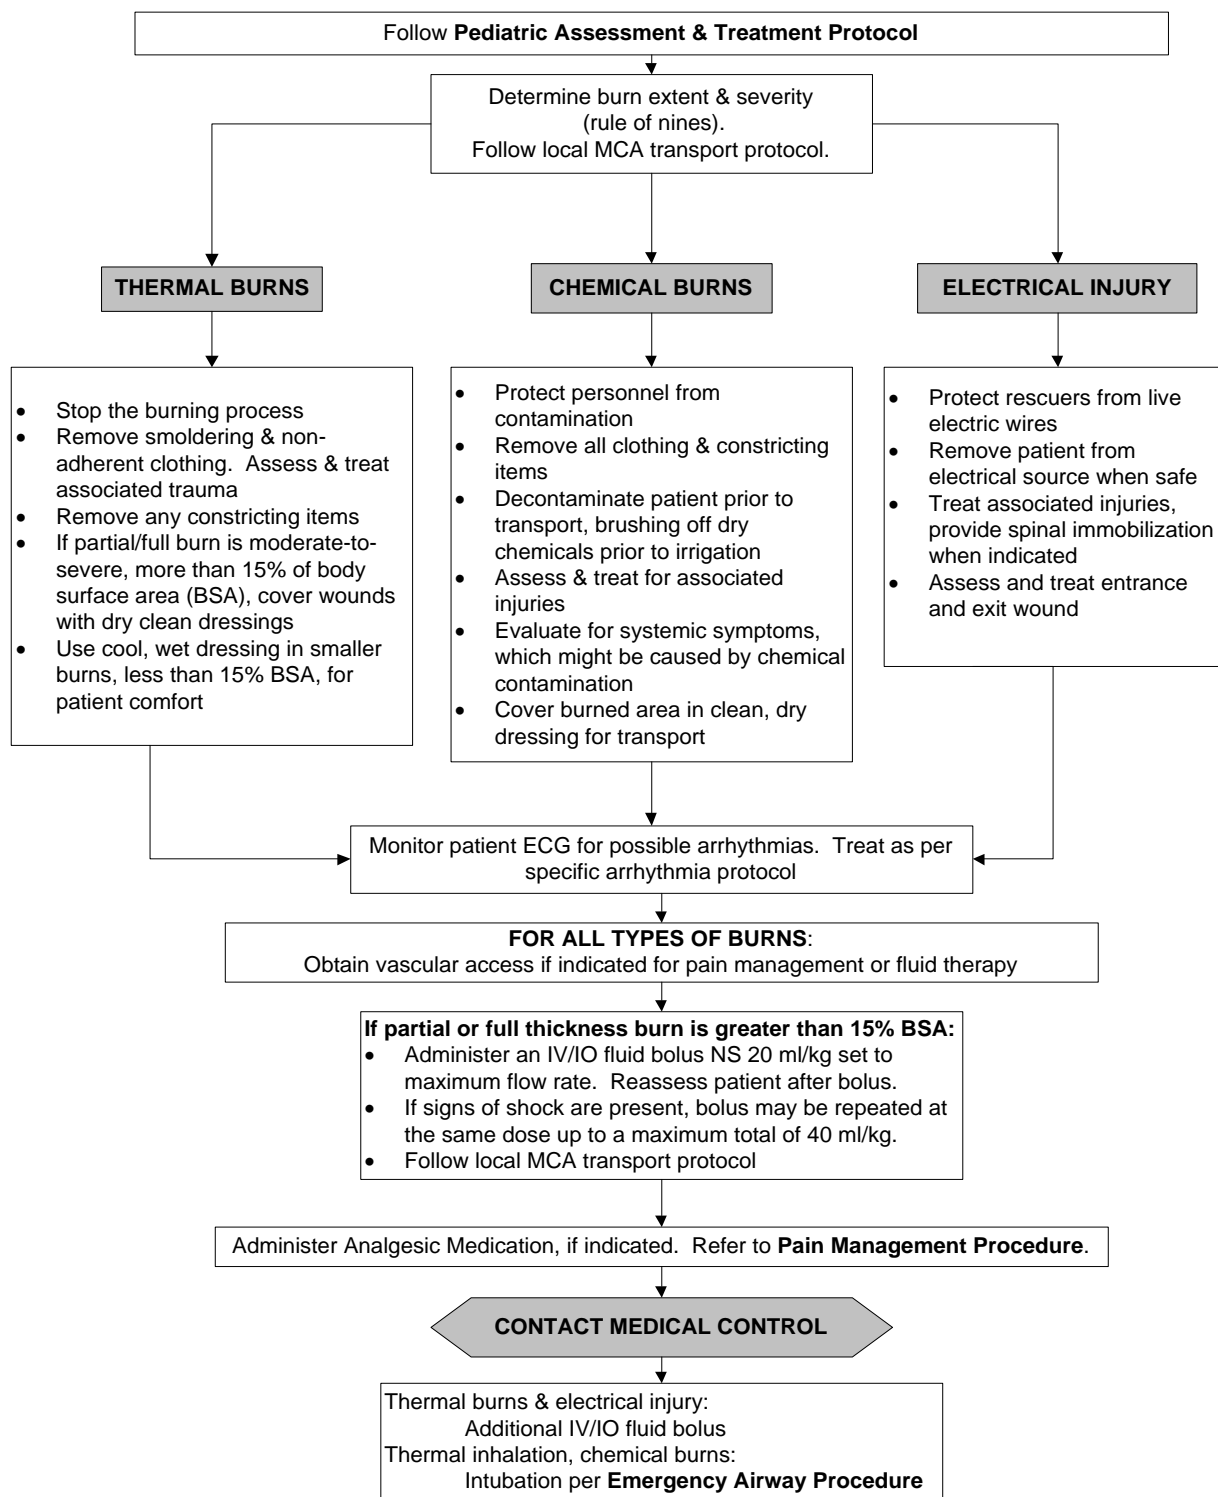 Follow Pediatric Assessment & Treatment Protocol
Determine burn extent & severity
(rule of nines).
Follow local MCA transport protocol.
THERMAL BURNS
CHEMICAL BURNS
ELECTRICAL INJURY
• Stop the burning process
• Remove smoldering & non-
adherent clothing.  Assess & treat
associated trauma
• Remove any constricting items
• If partial/full burn is moderate-to-
severe, more than 15% of body
surface area (BSA), cover wounds
with dry clean dressings
• Use cool, wet dressing in smaller
burns, less than 15% BSA, for
patient comfort
• Protect personnel from
contamination
• Remove all clothing & constricting
items
• Decontaminate patient prior to
transport, brushing off dry
chemicals prior to irrigation
• Assess & treat for associated
injuries
• Evaluate for systemic symptoms,
which might be caused by chemical
contamination
• Cover burned area in clean, dry
dressing for transport
• Protect rescuers from live
electric wires
• Remove patient from
electrical source when safe
• Treat associated injuries,
provide spinal immobilization
when indicated
• Assess and treat entrance
and exit wound
Monitor patient ECG for possible arrhythmias.  Treat as per
specific arrhythmia protocol
FOR ALL TYPES OF BURNS:
Obtain vascular access if indicated for pain management or fluid therapy
If partial or full thickness burn is greater than 15% BSA:
• Administer an IV/IO fluid bolus NS 20 ml/kg set to
maximum flow rate.  Reassess patient after bolus.
• If signs of shock are present, bolus may be repeated at
the same dose up to a maximum total of 40 ml/kg.
• Follow local MCA transport protocol
Administer Analgesic Medication, if indicated.  Refer to Pain Management Procedure.
CONTACT MEDICAL CONTROL
Thermal burns & electrical injury:
Additional IV/IO fluid bolus
Thermal inhalation, chemical burns:
Intubation per Emergency Airway Procedure